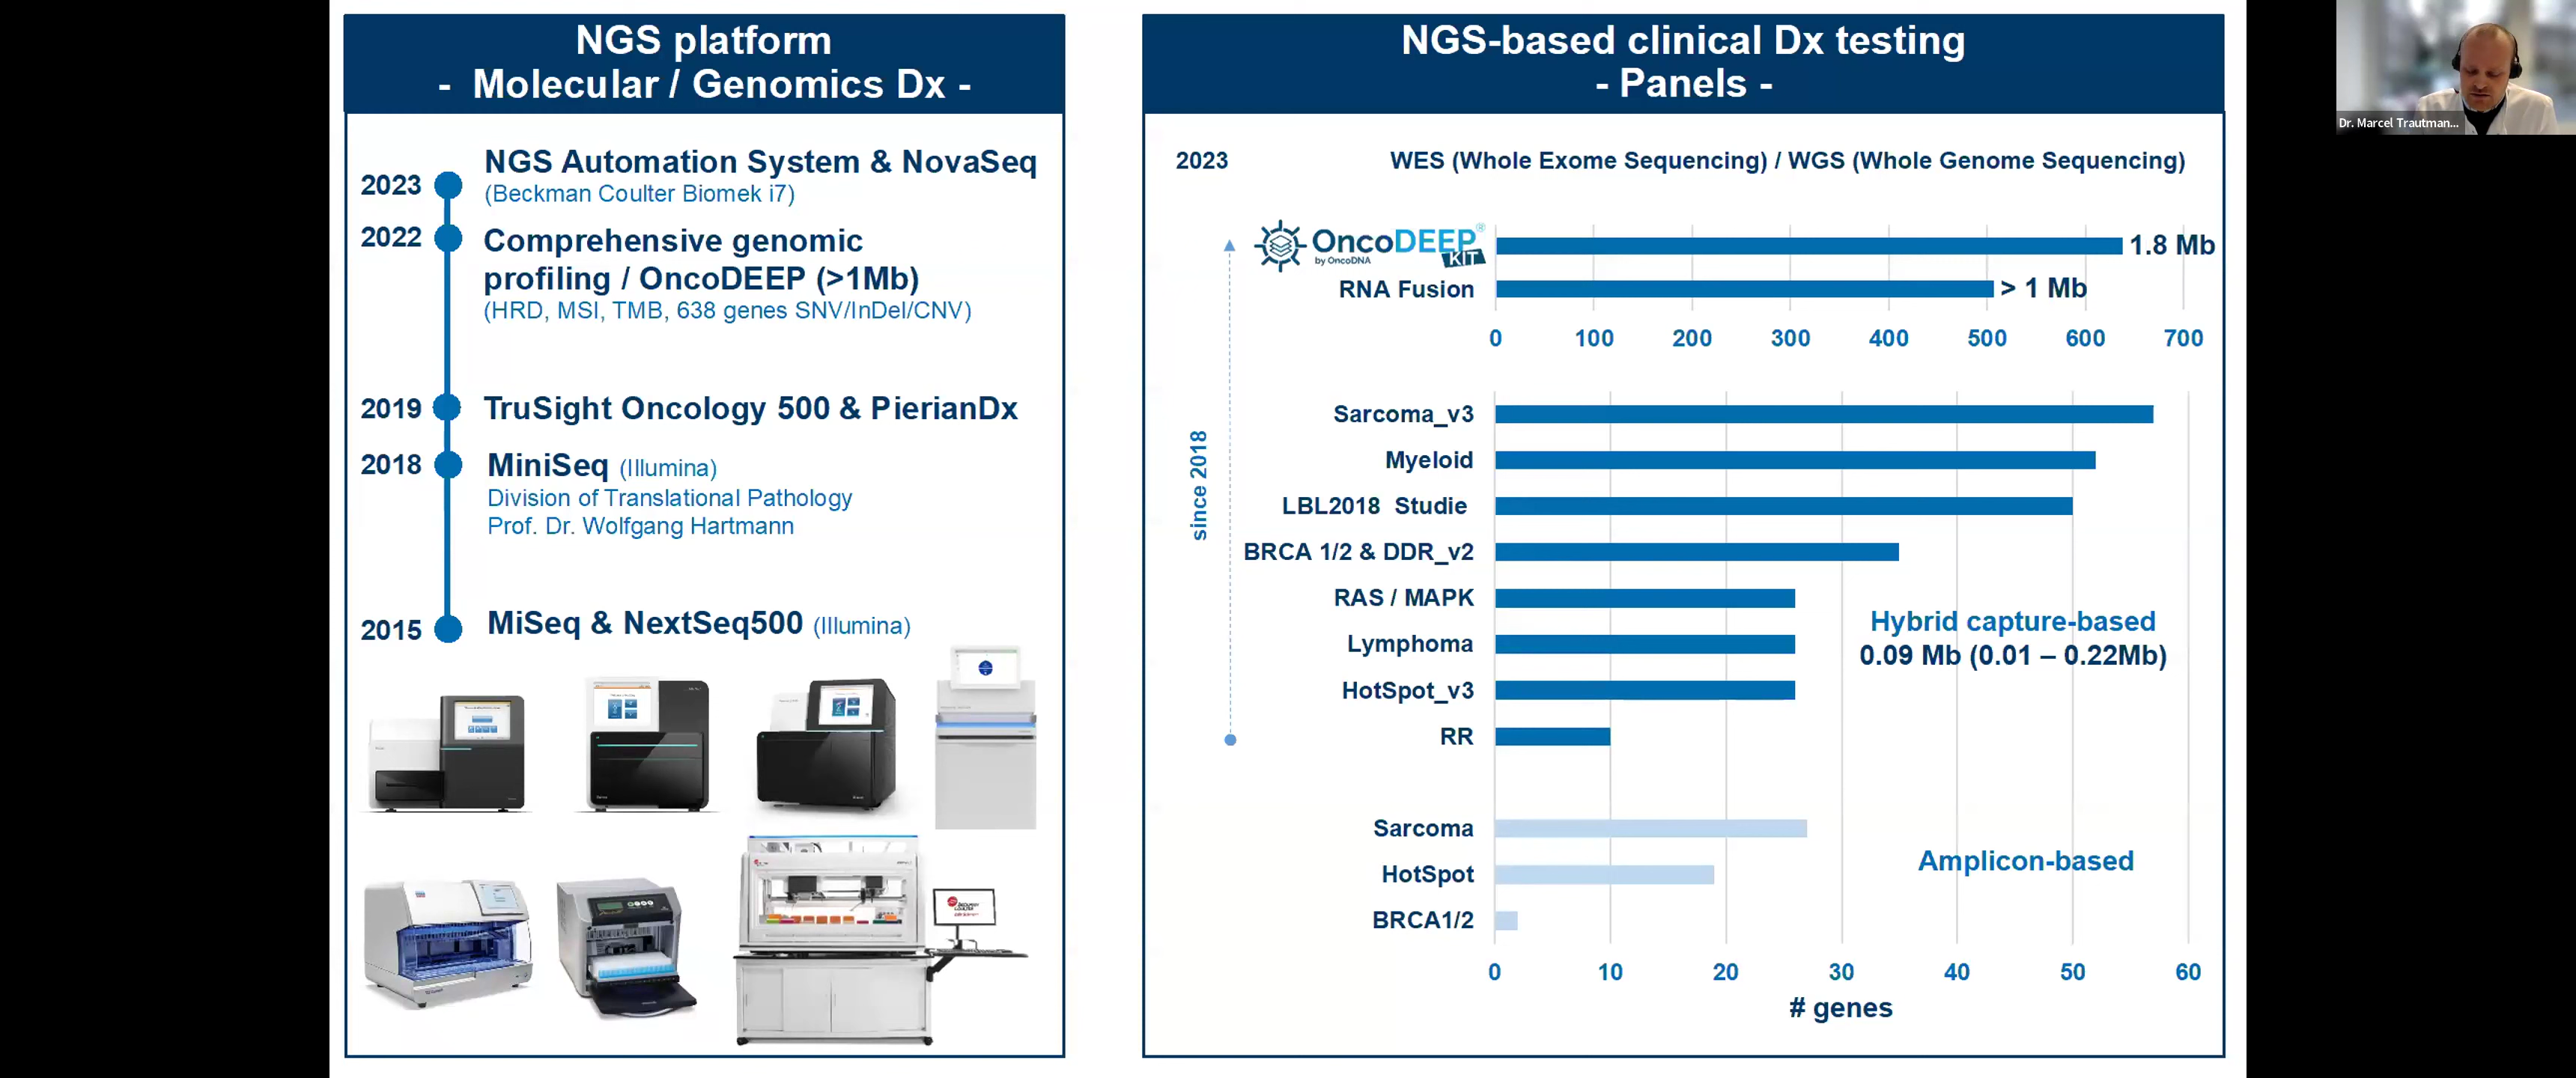 NGS platform
- Molecular / Genomics Dx -
2023
NGS Automation System & NovaSeq
(Beckman Coulter Biomek i7)
2022
Comprehensive genomic
profiling / OncoDEEP (>1Mb)
(HRD, MSI, TMB, 638 genes SNV/InDel/CNV)
2019
TruSight Oncology 500 & PierianDx
2018
MiniSeq (Illumina)
Division of Translational Pathology
Prof. Dr. Wolfgang Hartmann
2015
MiSeq & NextSeq500 (Illumina)
NGS-based clinical Dx testing
- Panels -
2023
WES (Whole Exome Sequencing) / WGS (Whole Genome Sequencing)
since 2018
OncoDEEP®
by OncoDNA
KIT
1.8 Mb
RNA Fusion
> 1 Mb
0 100 200 300 400 500 600 700
Sarcoma_v3
Myeloid
LBL2018 Studie
BRCA 1/2 & DDR_v2
RAS / MAPK
Lymphoma
HotSpot_v3
RR
Hybrid capture-based
0.09 Mb (0.01 – 0.22Mb)
Sarcoma
HotSpot
BRCA1/2
Amplicon-based
0 10 20 30 40 50 60
# genes
Dr. Marcel Trautman...